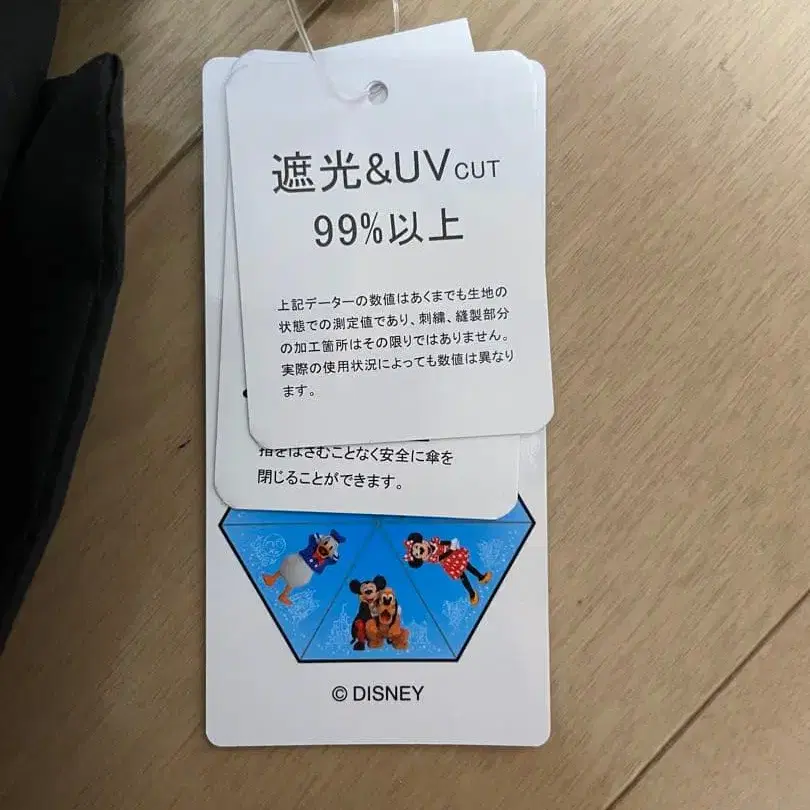 遮光&UV CUT
99%以上
上記データーの数値はあくまでも生地の
状態での測定値であり、刺繍、縫製部分
の加工箇所はその限りではありません。
実際の使用状況によっても数値は異なり
ます。
指をはさむことなく安全に傘を
閉じることができます。
© DISNEY